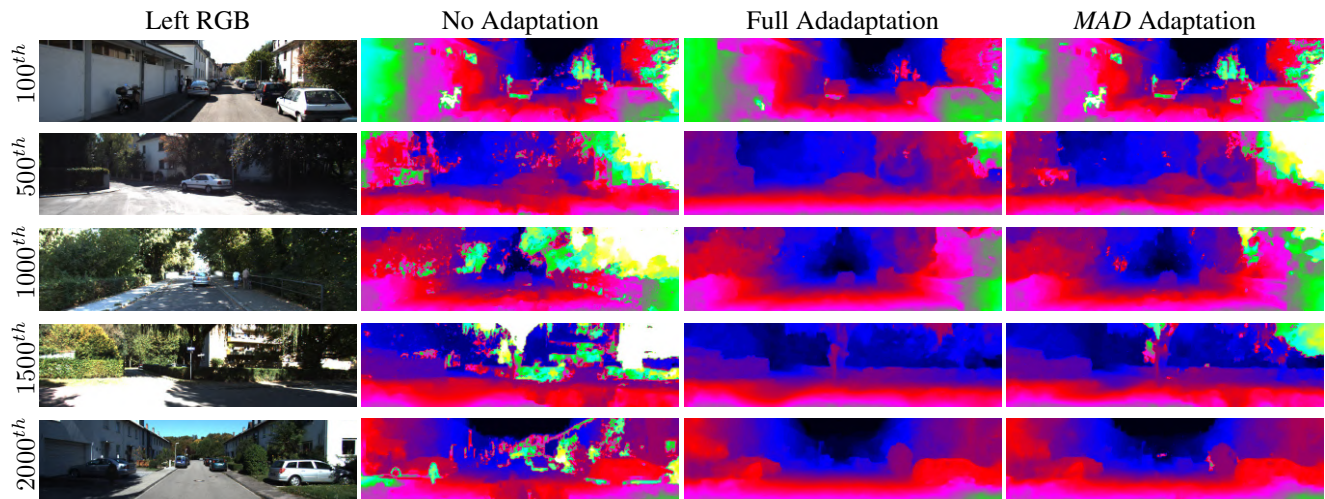 Left RGB No Adaptation Full Adadaptation MAD Adaptation
100th
500th
1000th
1500th
2000th